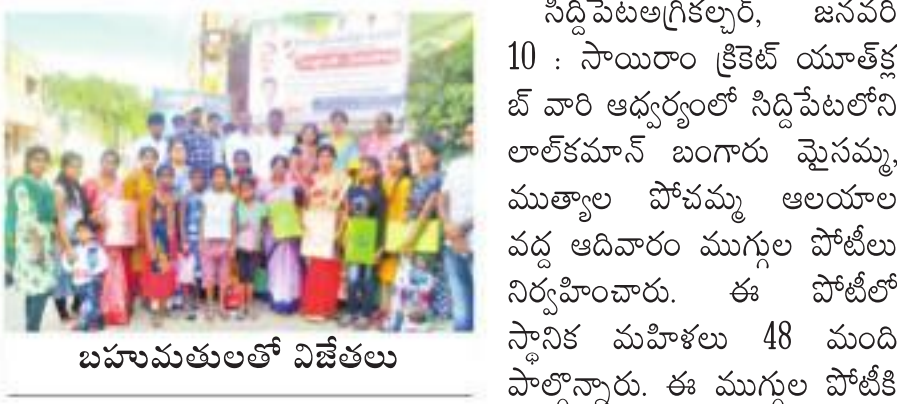 బహుమతులతో విజేతలు
సిద్దిపేటఅగ్రికల్చర్, జనవరి
10 : సాయిరాం క్రికెట్ యూత్‌క్ల
బ్ వారి ఆధ్వర్యంలో సిద్దిపేటలోని
లాల్‌కమాన్ బంగారు మైసమ్మ,
ముత్యాల పోచమ్మ ఆలయాల
వద్ద ఆదివారం ముగ్గుల పోటీలు
నిర్వహించారు. ఈ పోటీలో
స్థానిక మహిళలు 48 మంది
పాల్గొన్నారు. ఈ ముగ్గుల పోటీకి